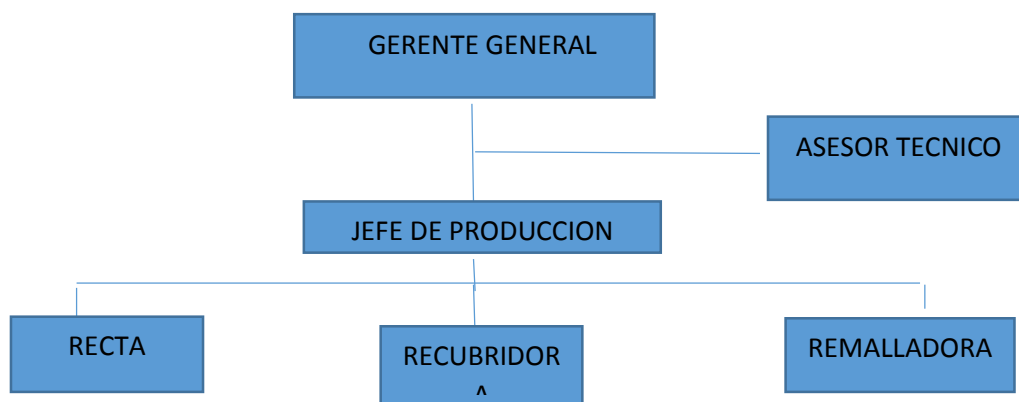 GERENTE GENERAL
ASESOR TECNICO
JEFE DE PRODUCCION
RECTA
RECUBRIDOR
A
REMALLADORA